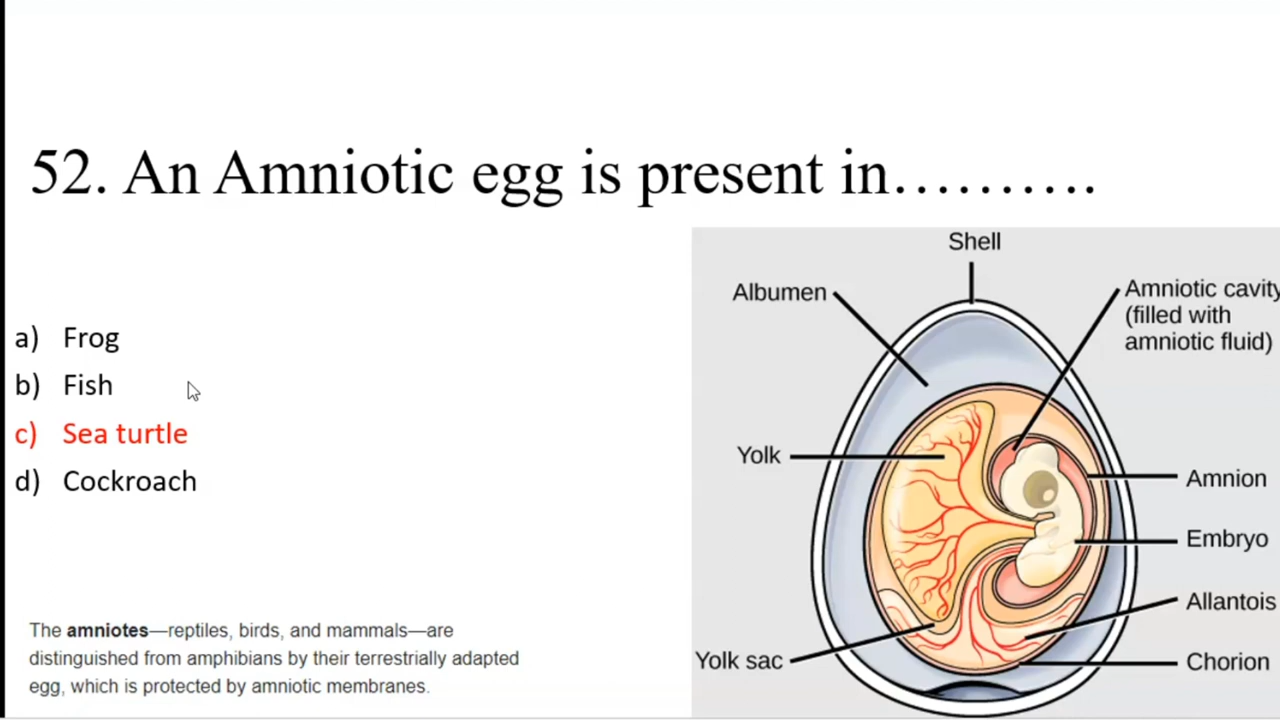 52. An Amniotic egg is present in..........
a) Frog
b) Fish
c) Sea turtle
d) Cockroach
The amniotes—reptiles, birds, and mammals—are
distinguished from amphibians by their terrestrially adapted
egg, which is protected by amniotic membranes.
Shell
Albumen
Amniotic cavity
(filled with
amniotic fluid)
Yolk
Amnion
Embryo
Allantois
Yolk sac
Chorion